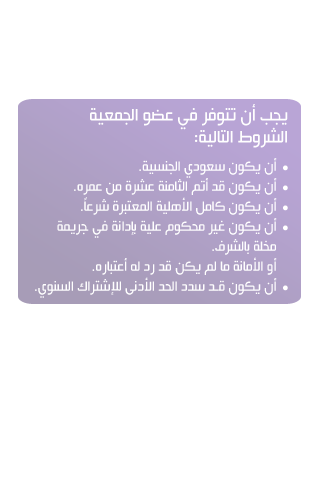 يجب أن تتوفر في عضو الجمعية
الشروط التالية:
• أن يكون سعودي الجنسية.
• أن يكون قد أتم الثامنة عشرة من عمره.
• أن يكون كامل الأهلية المعتبرة شرعاً.
• أن يكون غير محكوم علية بإدانة في جريمة
مخلة بالشرف.
أو الأمانة ما لم يكن قد رد له أعتباره.
• أن يكون قد سدد الحد الأدنى للإشتراك السنوي.